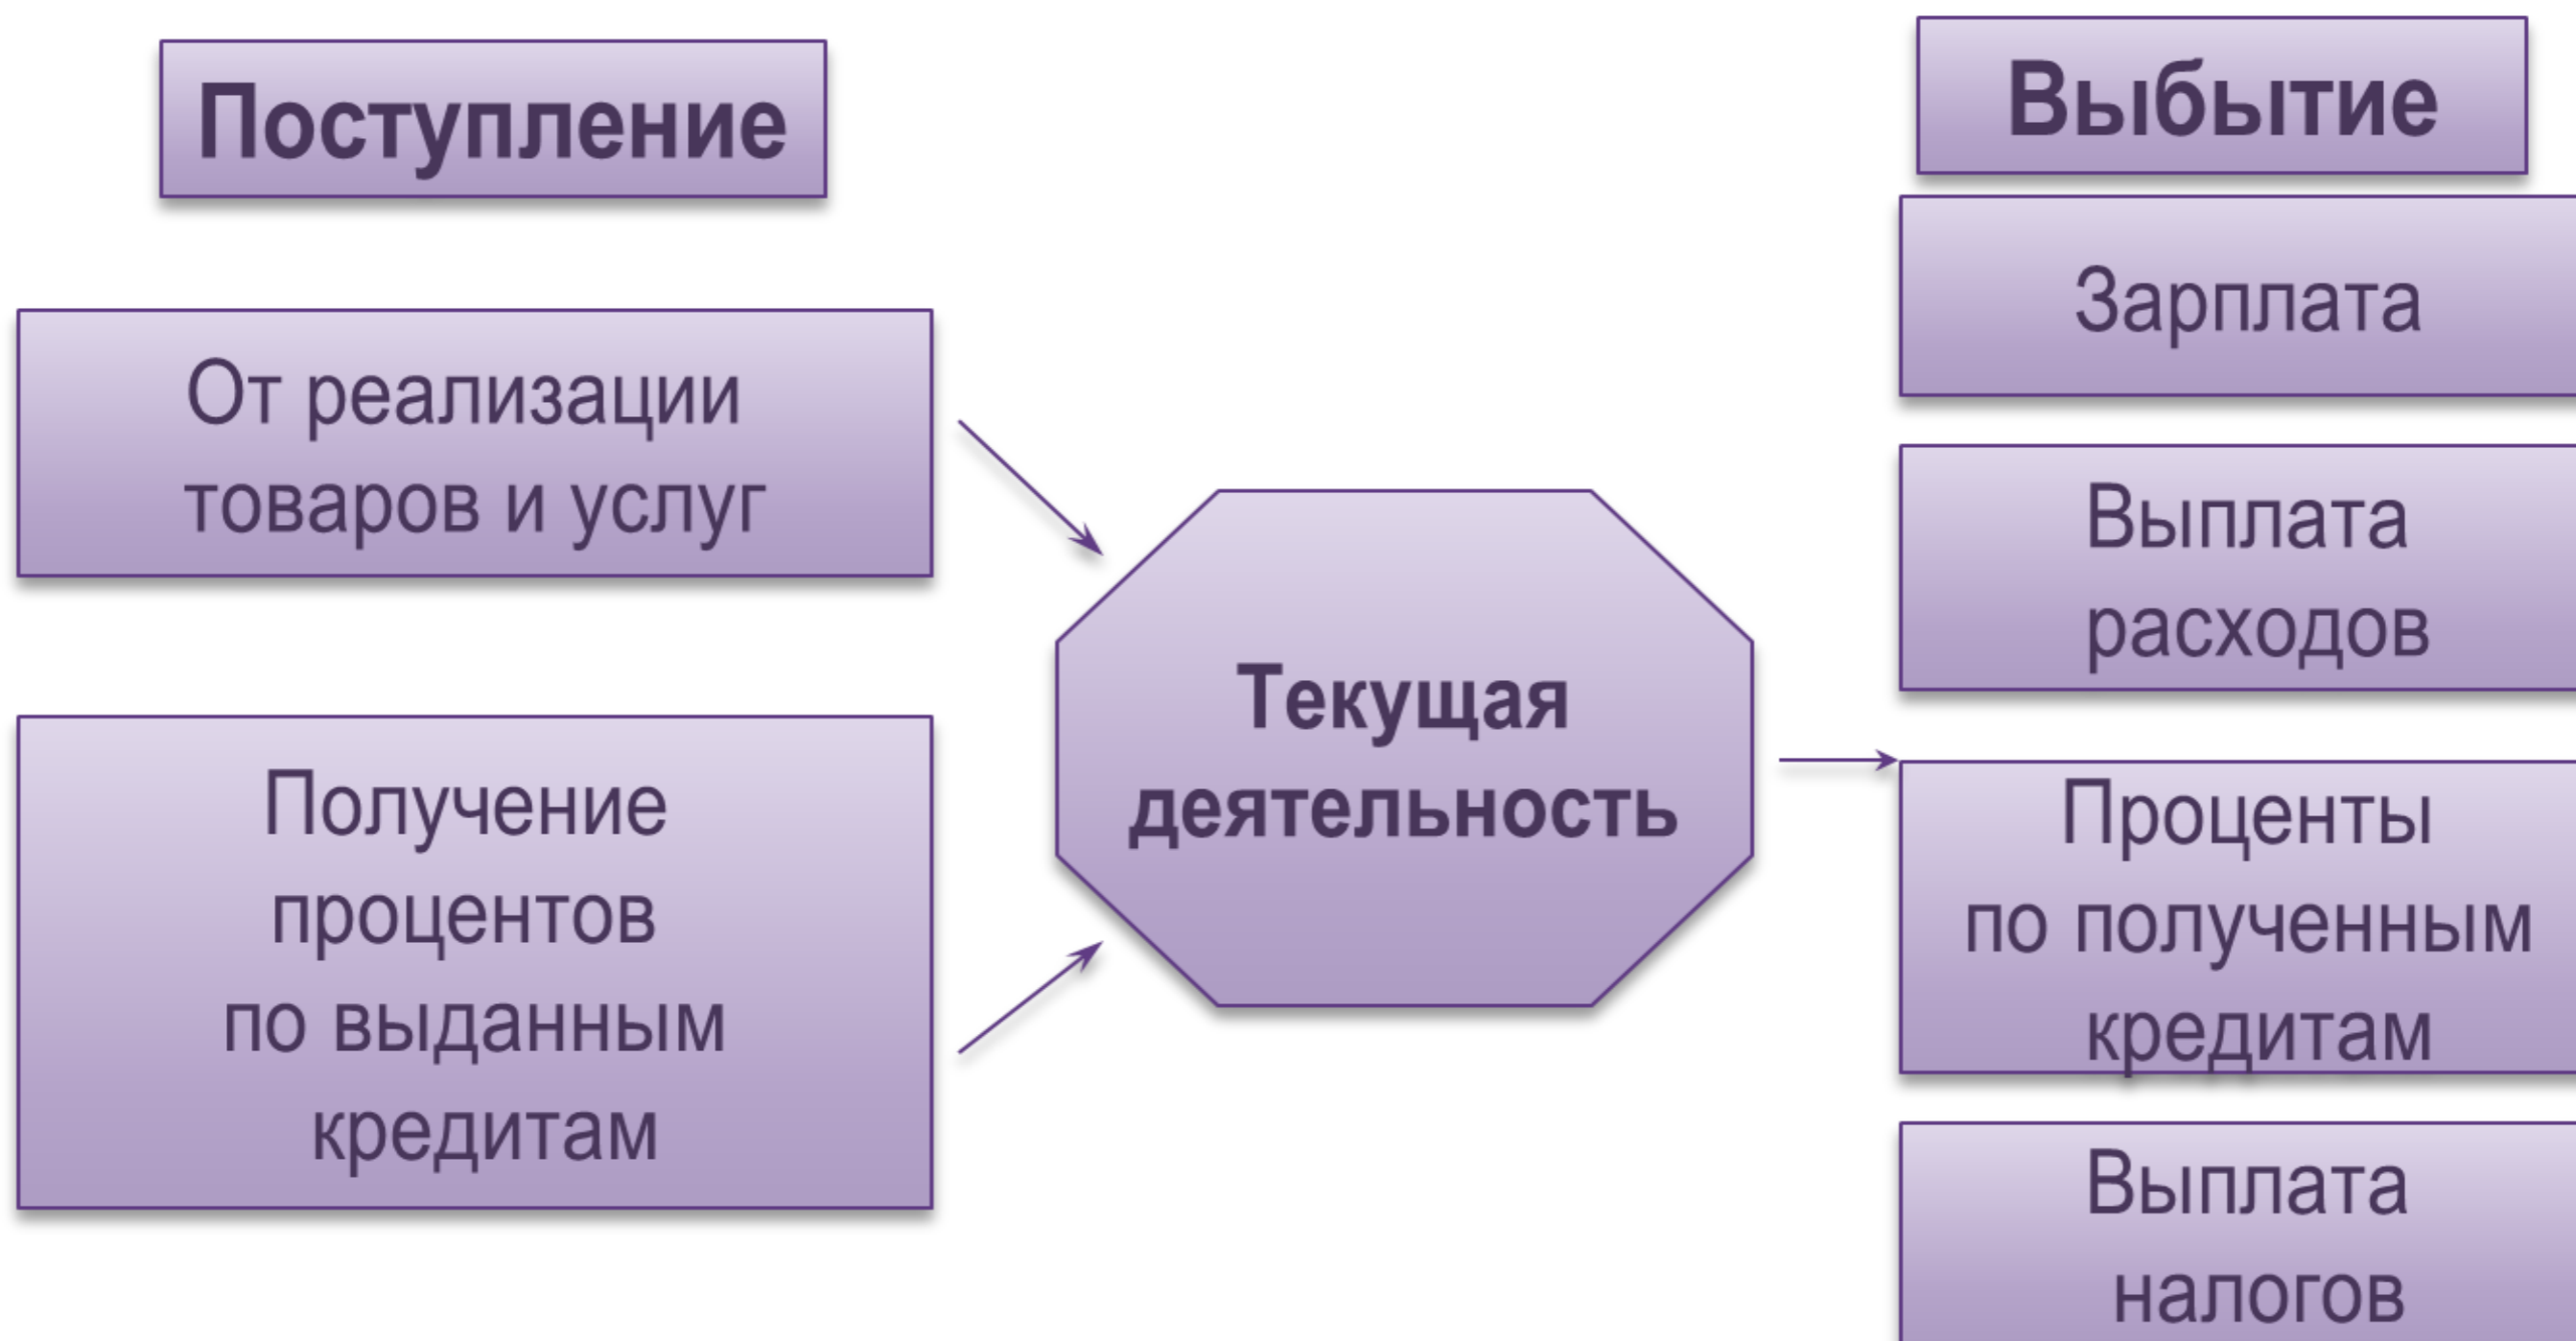 Поступление
От реализации
товаров и услуг
Получение
процентов
по выданным
кредитам
Текущая
деятельность
Выбытие
Зарплата
Выплата
расходов
Проценты
по полученным
кредитам
Выплата
налогов